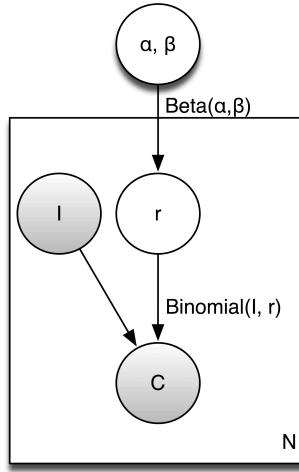 α, β
Beta(α,β)
I
r
Binomial(I, r)
C
N